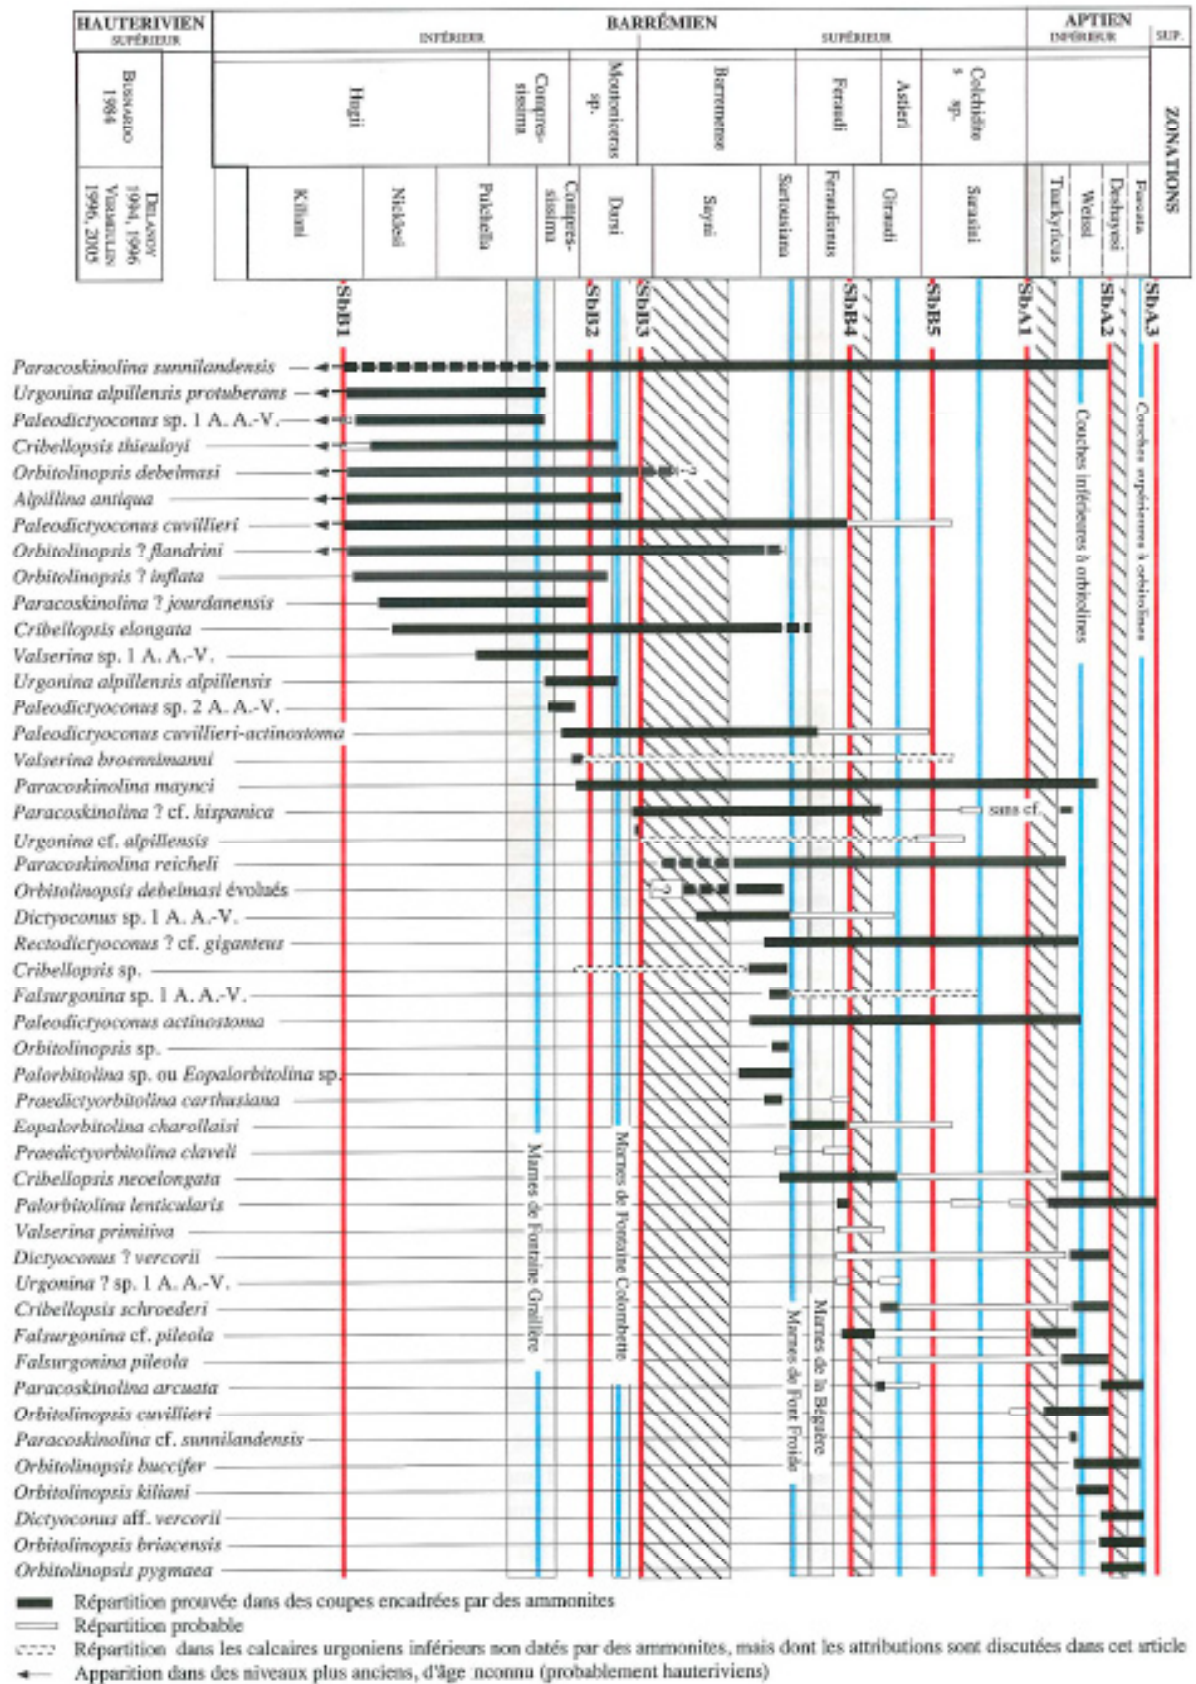 HAUTERIVIEN
SUPÉRIEUR
BARRÉMIEN
INFÉRIEUR
SUPÉRIEUR
APTIEN
INFÉRIEUR
SUP.
BUSNARDO
1984
Hugii
Compres-
sissima
Moutoniceras
sp.
Barremense
Feraudi
Astieri
Colchidite
s sp.
ZONATIONS
DELANOY
1994, 1996
VERMEULEN
1996, 2005
Kiliani
Nicklesi
Pulchella
Compres-
sissima
Darsi
Sayni
Sartousiana
Feraudianus
Giraudi
Sarasini
Tuarkyricus
Weissi
Deshayesi
Furcata
SbB1
SbB2
SbB3
SbB4
SbB5
SbA1
SbA2
SbA3
Paracoskinolina sunnilandensis
Urgonina alpillensis protuberans
Paleodictyoconus sp. 1 A. A.-V.
Cribellopsis thieuloyi
Orbitolinopsis debelmasi
?
Alpillina antiqua
Paleodictyoconus cuvillieri
Orbitolinopsis ? flandrini
Orbitolinopsis ? inflata
Paracoskinolina ? jourdanensis
Cribellopsis elongata
Valserina sp. 1 A. A.-V.
Urgonina alpillensis alpillensis
Paleodictyoconus sp. 2 A. A.-V.
Paleodictyoconus cuvillieri-actinostoma
Valserina broennimanni
Paracoskinolina maynci
Paracoskinolina ? cf. hispanica
sans cf.
Urgonina cf. alpillensis
Paracoskinolina reicheli
Orbitolinopsis debelmasi évolués
?
Dictyoconus sp. 1 A. A.-V.
Rectodictyoconus ? cf. giganteus
Cribellopsis sp.
Falsurgonina sp. 1 A. A.-V.
Paleodictyoconus actinostoma
Orbitolinopsis sp.
Palorbitolina sp. ou Eopalorbitolina sp.
Praedictyorbitolina carthusiana
Eopalorbitolina charollaisi
Praedictyorbitolina claveli
Cribellopsis neoelongata
Palorbitolina lenticularis
Valserina primitiva
Dictyoconus ? vercorii
Urgonina ? sp. 1 A. A.-V.
Cribellopsis schroederi
Falsurgonina cf. pileola
Falsurgonina pileola
Paracoskinolina arcuata
Orbitolinopsis cuvillieri
Paracoskinolina cf. sunnilandensis
Orbitolinopsis buccifer
Orbitolinopsis kiliani
Dictyoconus aff. vercorii
Orbitolinopsis briacensis
Orbitolinopsis pygmaea
Marnes de Fontaine Graillère
Marnes de Fontaine Colombette
Marnes de Font Froide
Marnes de la Béguère
Couches inférieures à orbitolines
Couches supérieures à orbitolines
Répartition prouvée dans des coupes encadrées par des ammonites
Répartition probable
Répartition dans les calcaires urgoniens inférieurs non datés par des ammonites, mais dont les attributions sont discutées dans cet article
Apparition dans des niveaux plus anciens, d'âge nconnu (probablement hauteriviens)